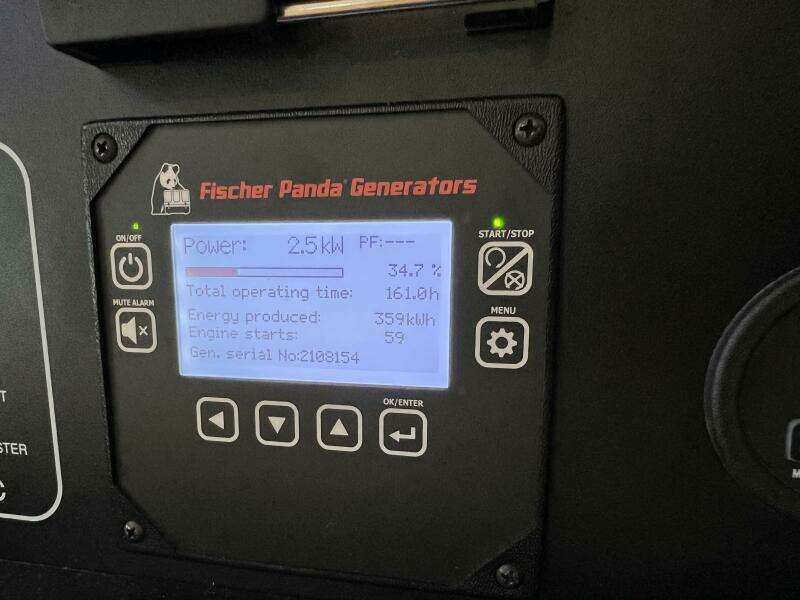 Fischer Panda Generators
ON/OFF
START/STOP
Power: 2.5kW PF:---
34.7 %
Total operating time: 161.0h
Energy produced: 359kWh
Engine starts: 59
Gen. serial No:2108154
MUTE ALARM
MENU
OK/ENTER